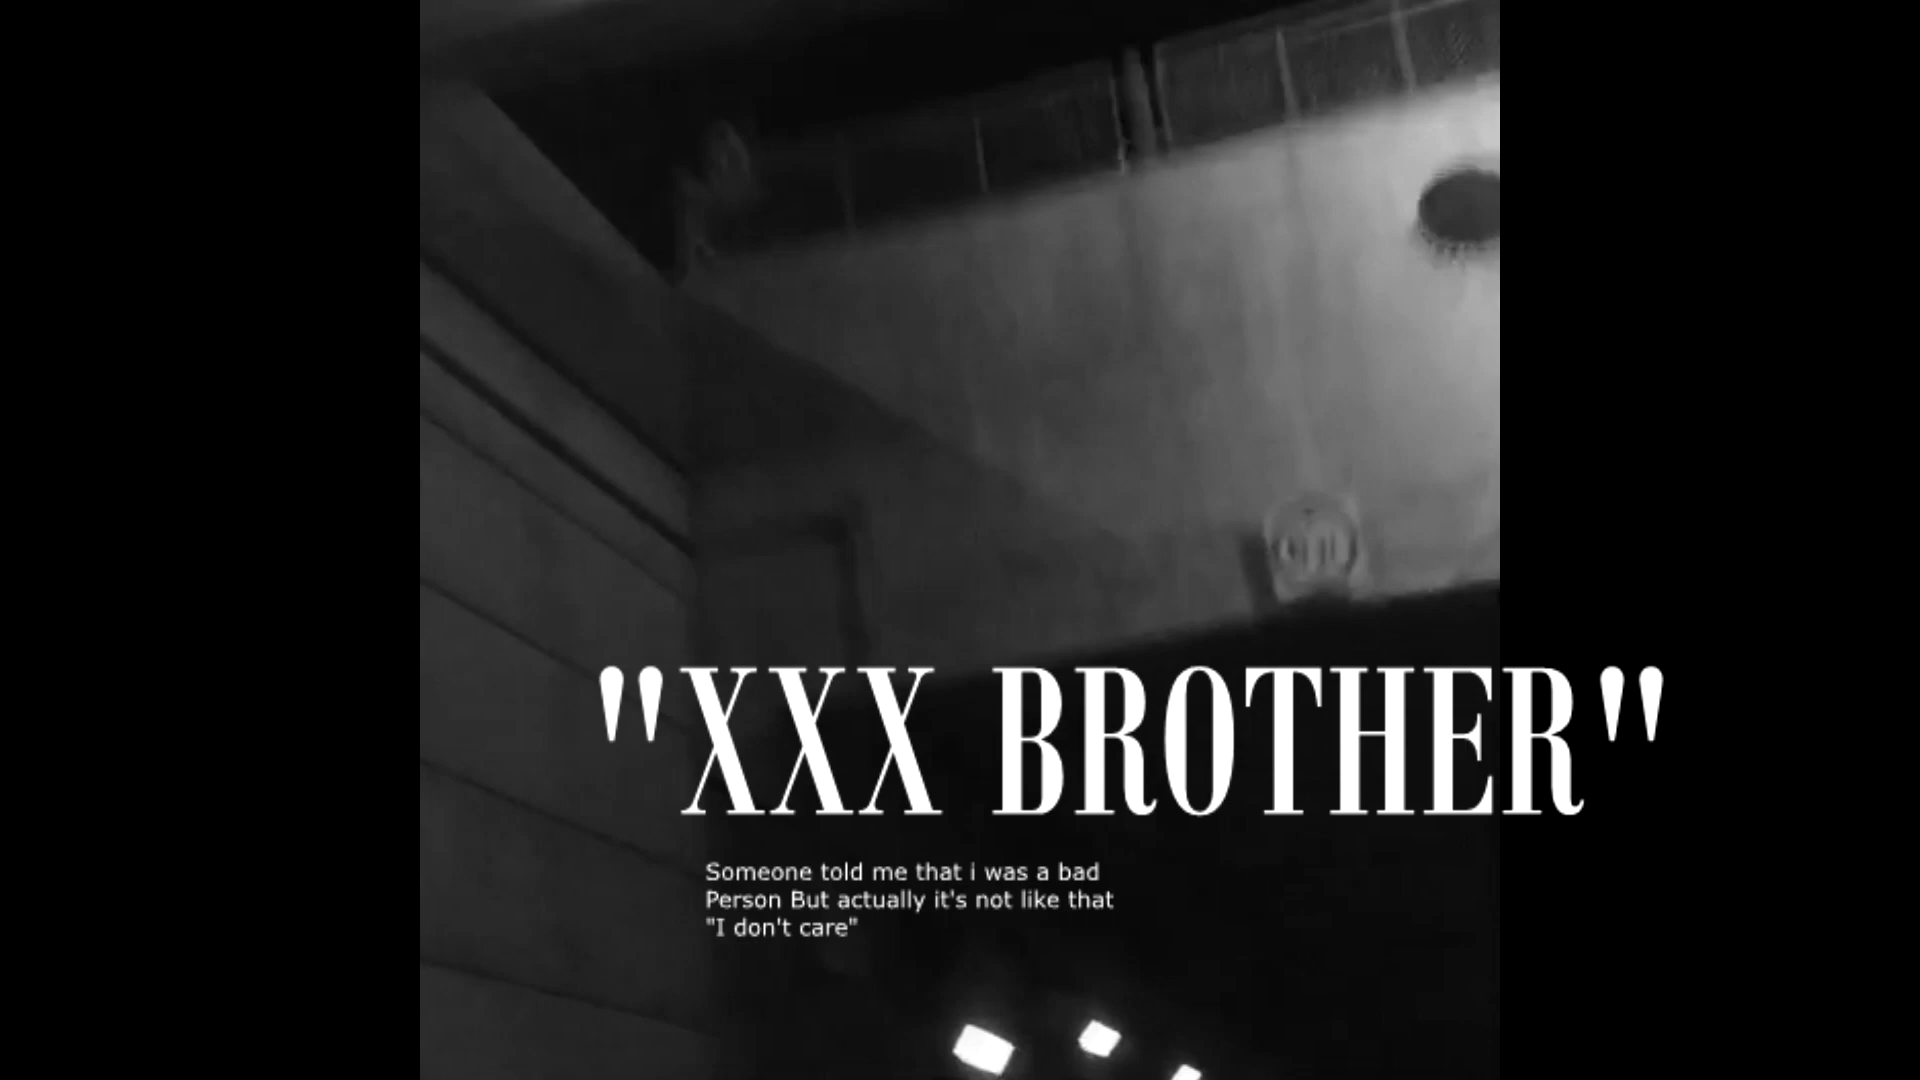 "XXX BROTHER"
Someone told me that i was a bad
Person But actually it's not like that
"I don't care"